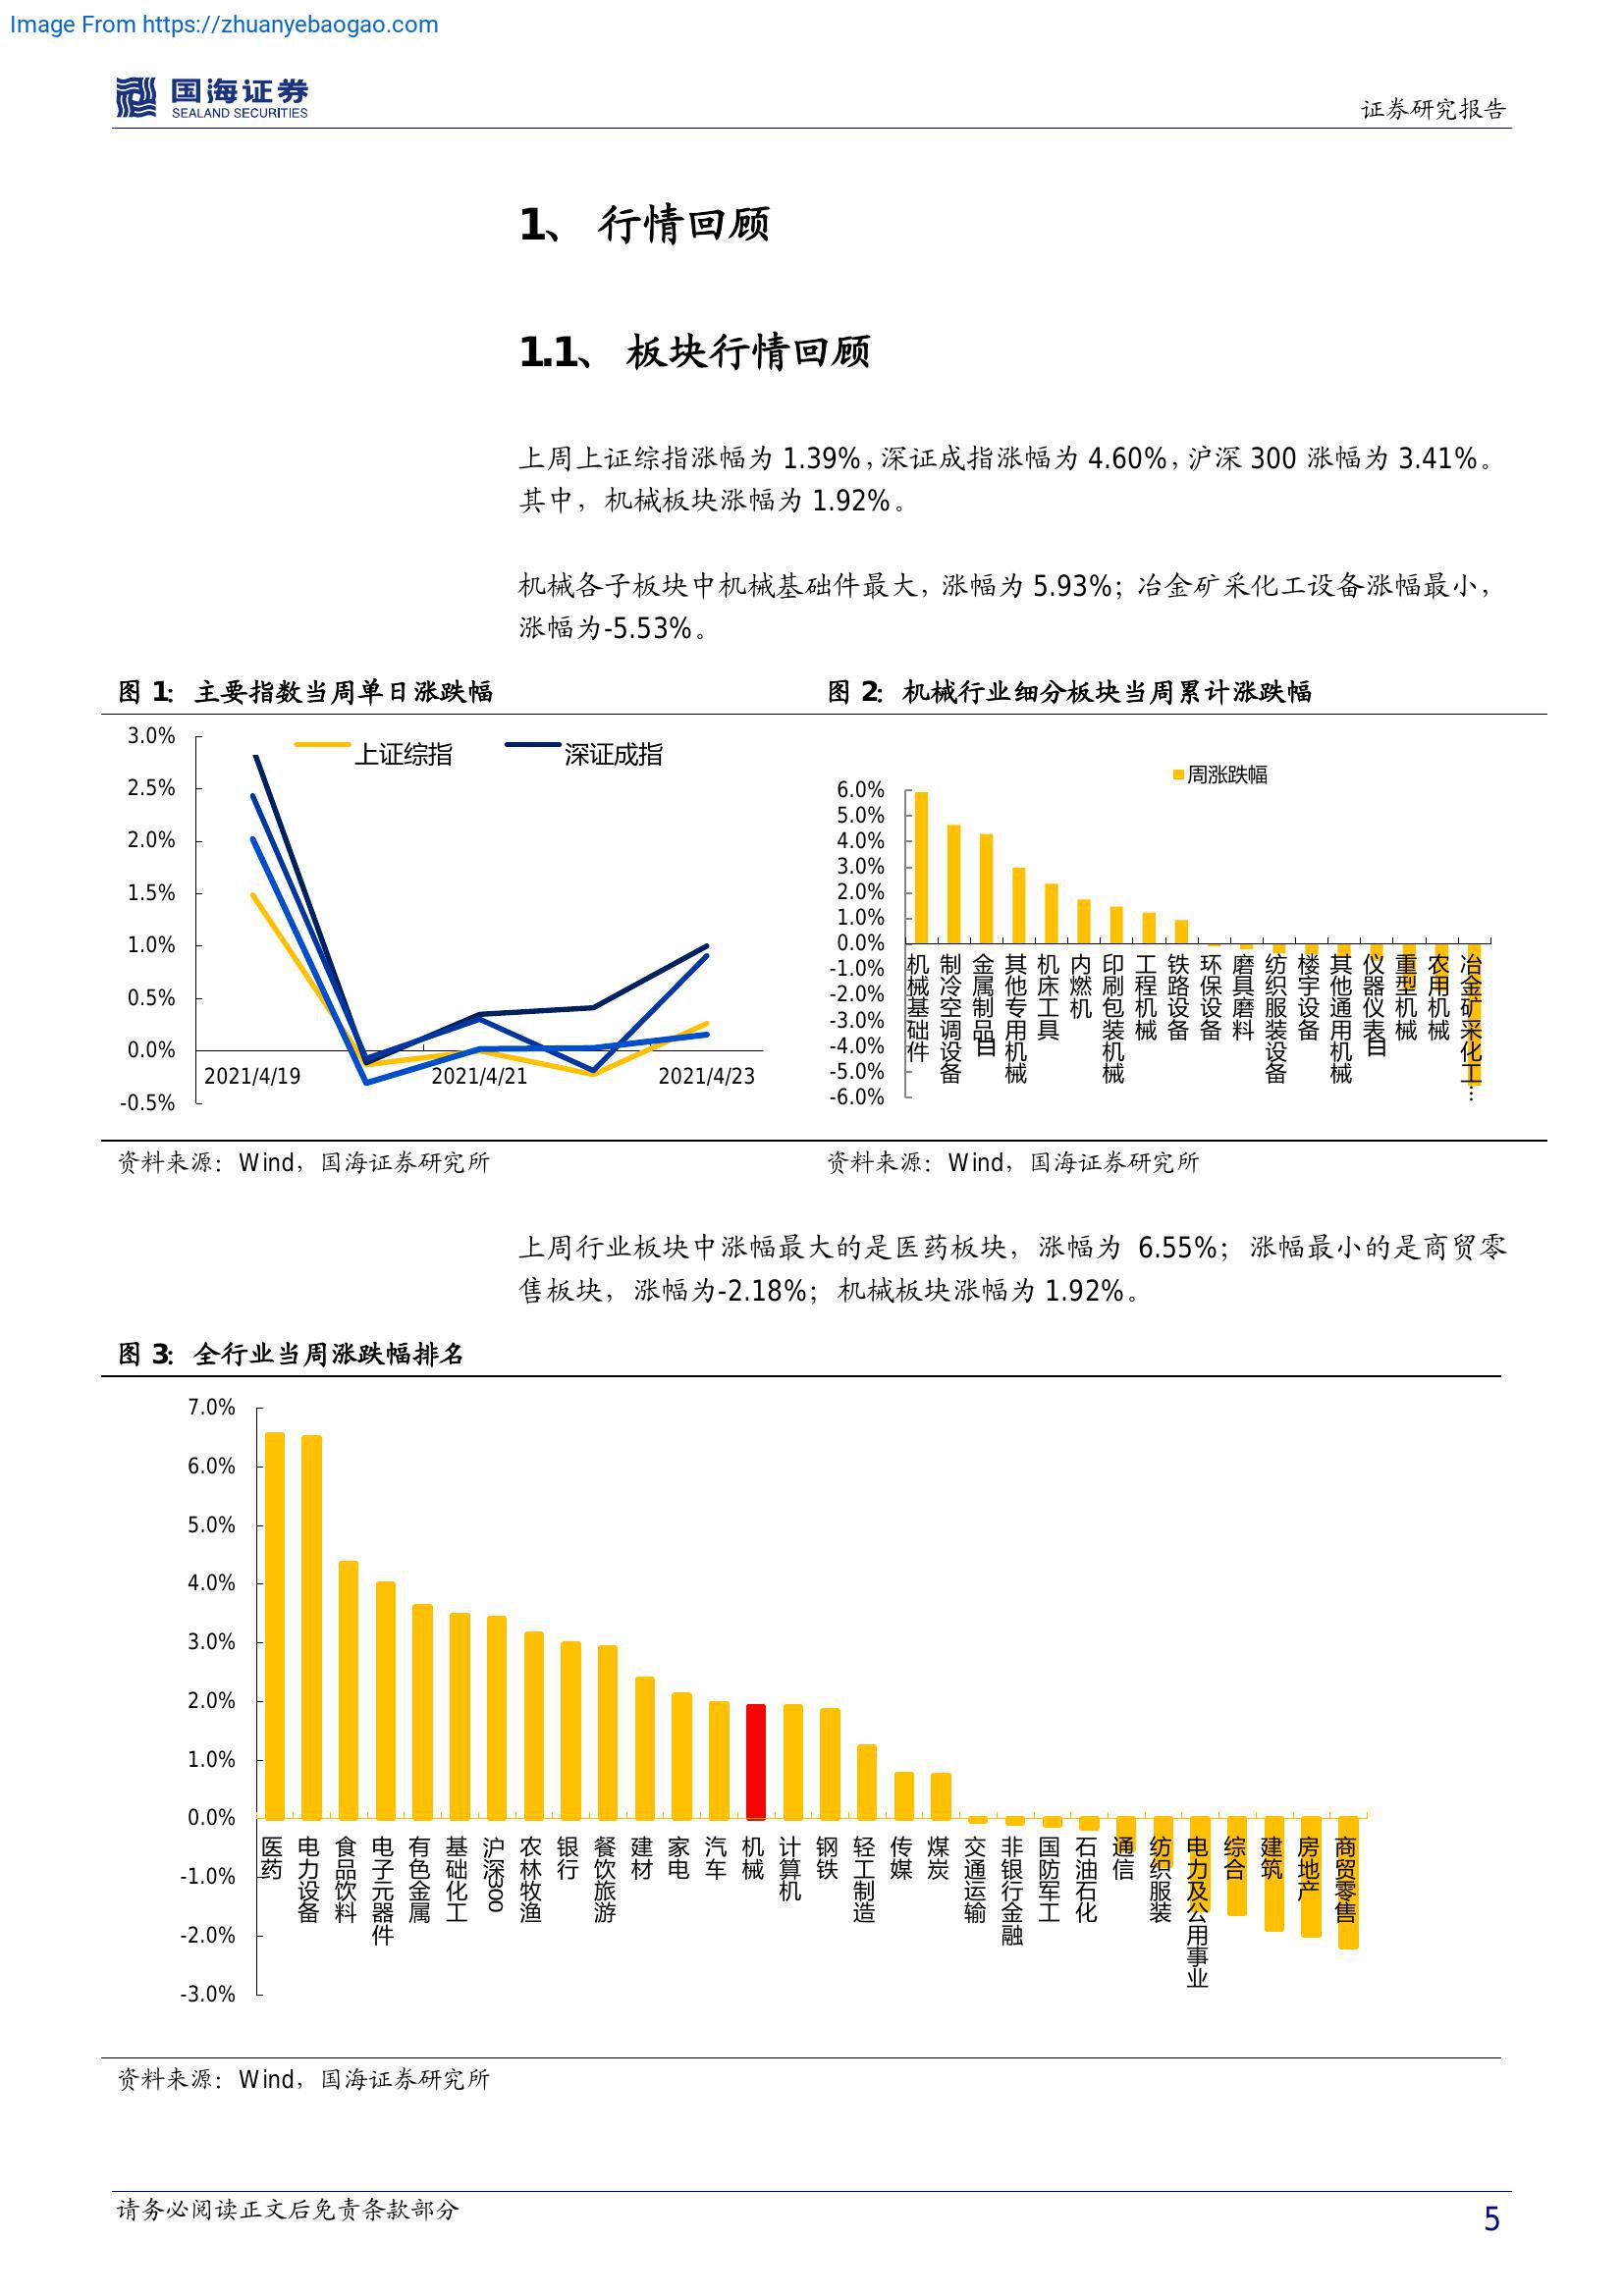 Image From https://zhuanyebaogao.com
国海证券
SEALAND SECURITIES
证券研究报告
1、 行情回顾
1.1、 板块行情回顾
上周上证综指涨幅为 1.39%，深证成指涨幅为 4.60%，沪深 300 涨幅为 3.41%。
其中，机械板块涨幅为 1.92%。
机械各子板块中机械基础件最大，涨幅为 5.93%；冶金矿采化工设备涨幅最小，
涨幅为-5.53%。
图 1：主要指数当周单日涨跌幅
3.0%
2.5%
2.0%
1.5%
1.0%
0.5%
0.0%
-0.5%
上证综指
深证成指
2021/4/19
2021/4/21
2021/4/23
资料来源：Wind，国海证券研究所
图 2：机械行业细分板块当周累计涨跌幅
周涨跌幅
6.0%
5.0%
4.0%
3.0%
2.0%
1.0%
0.0%
-1.0%
-2.0%
-3.0%
-4.0%
-5.0%
-6.0%
机械基础件
制冷空调设备
金属制品Ⅲ
其他专用机械
机床工具
内燃机
印刷包装机械
工程机械
铁路设备
环保设备
磨具磨料
纺织服装设备
楼宇设备
其他通用机械
仪器仪表Ⅲ
重型机械
农用机械
冶金矿采化工…
资料来源：Wind，国海证券研究所
上周行业板块中涨幅最大的是医药板块，涨幅为 6.55%；涨幅最小的是商贸零
售板块，涨幅为-2.18%；机械板块涨幅为 1.92%。
图 3：全行业当周涨跌幅排名
7.0%
6.0%
5.0%
4.0%
3.0%
2.0%
1.0%
0.0%
-1.0%
-2.0%
-3.0%
医药
电力设备
食品饮料
电子元器件
有色金属
基础化工
沪深300
农林牧渔
银行
餐饮旅游
建材
家电
汽车
机械
计算机
钢铁
轻工制造
传媒
煤炭
交通运输
非银行金融
国防军工
石油石化
通信
纺织服装
电力及公用事业
综合
建筑
房地产
商贸零售
资料来源：Wind，国海证券研究所
请务必阅读正文后免责条款部分
5